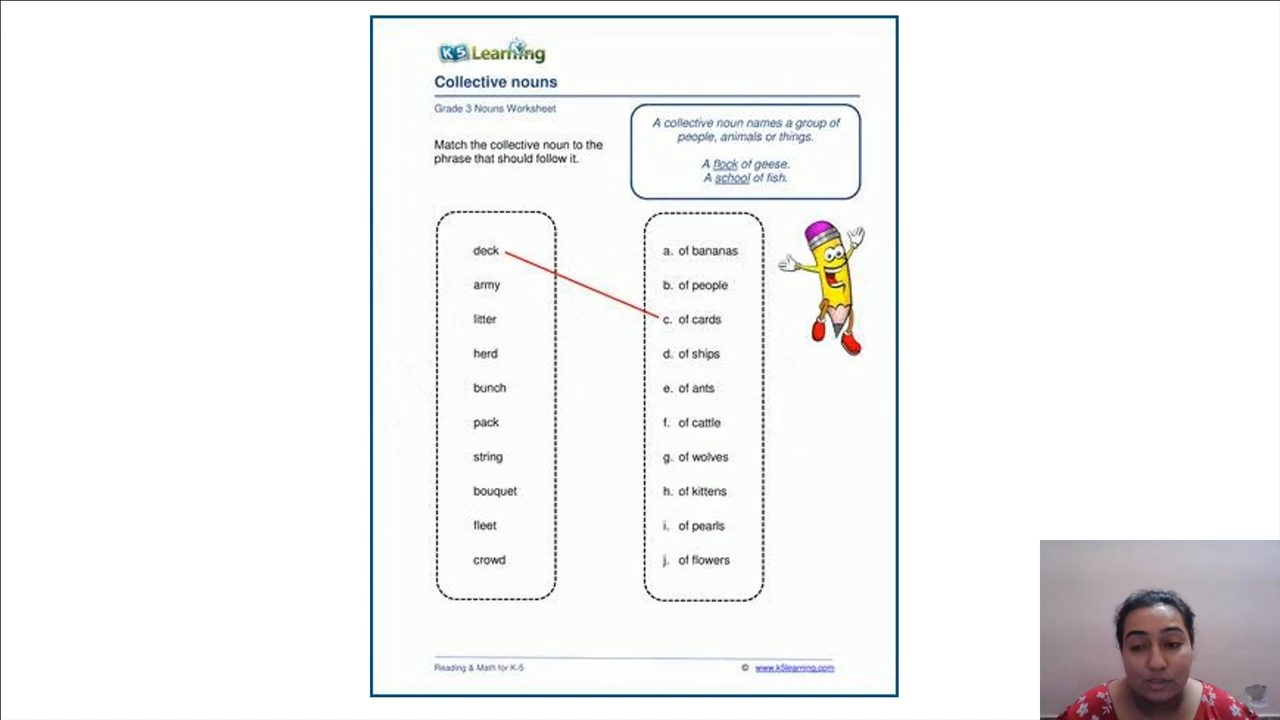 K5 Learning
Collective nouns
Grade 3 Nouns Worksheet
Match the collective noun to the
phrase that should follow it.
A collective noun names a group of
people, animals or things.
A flock of geese.
A school of fish.
deck
army
litter
herd
bunch
pack
string
bouquet
fleet
crowd
a. of bananas
b. of people
c. of cards
d. of ships
e. of ants
f. of cattle
g. of wolves
h. of kittens
i. of pearls
j. of flowers
Reading & Math for K-5
© www.k5learning.com